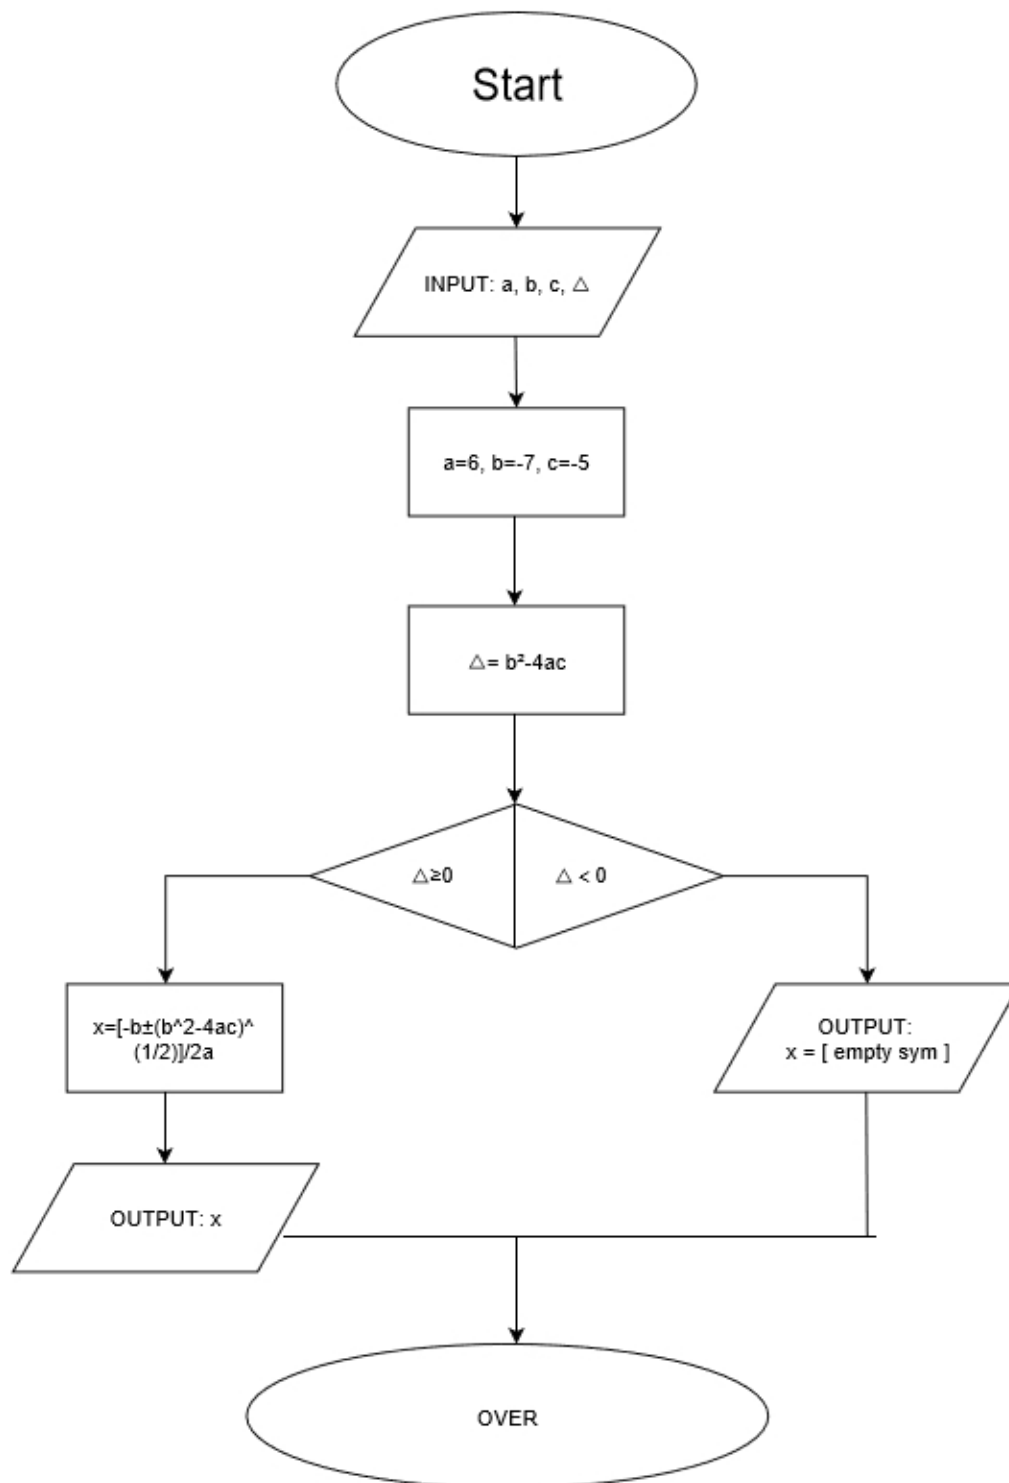 Start
INPUT: a, b, c, △
a=6, b=-7, c=-5
△= b²-4ac
△≥0
△ < 0
x=[-b±(b^2-4ac)^
(1/2)]/2a
OUTPUT:
x = [ empty sym ]
OUTPUT: x
OVER